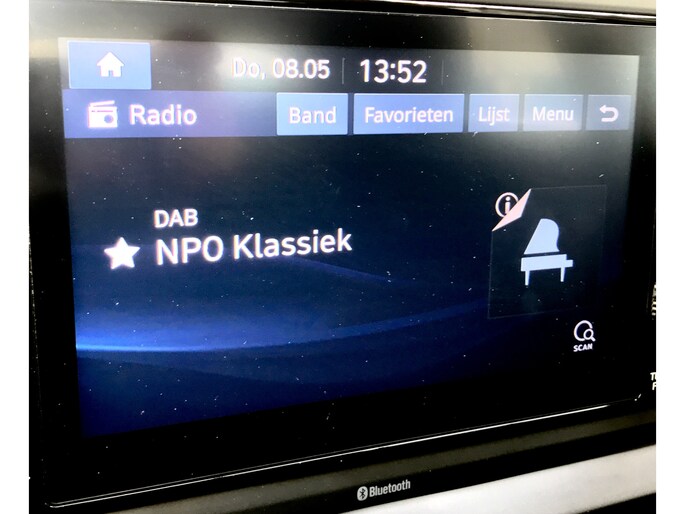 Do, 08.05 13:52
Radio Band Favorieten Lijst Menu
DAB
NPO Klassiek
SCAN
Bluetooth